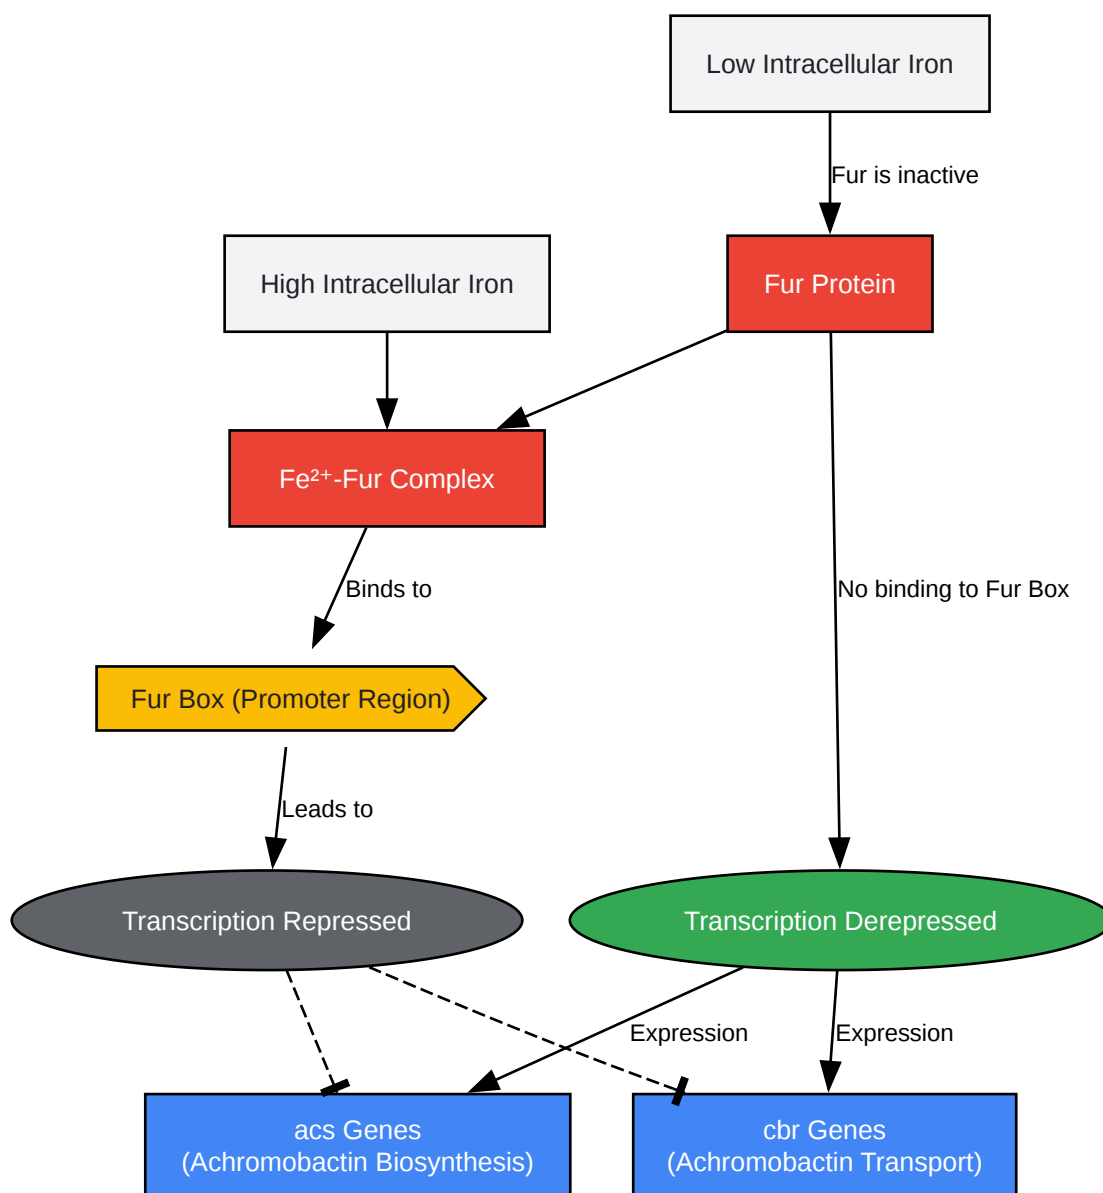 Low Intracellular Iron
Fur is inactive
High Intracellular Iron
Fur Protein
Fe²⁺-Fur Complex
Binds to
No binding to Fur Box
Fur Box (Promoter Region)
Leads to
Transcription Repressed
Transcription Derepressed
Expression
Expression
acs Genes
(Achromobactin Biosynthesis)
cbr Genes
(Achromobactin Transport)